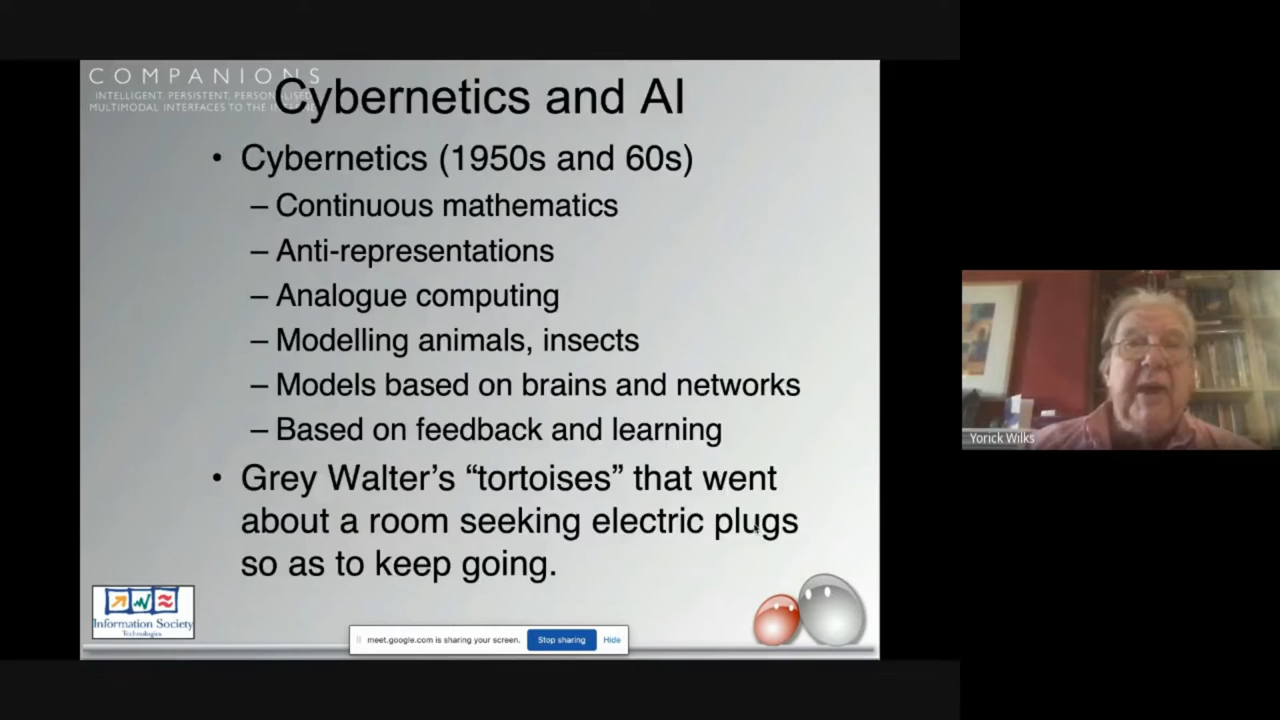 COMPANIONS
INTELLIGENT, PERSISTENT, PERSONALISED
MULTIMODAL INTERFACES TO THE INTERNET
Cybernetics and AI
• Cybernetics (1950s and 60s)
– Continuous mathematics
– Anti-representations
– Analogue computing
– Modelling animals, insects
– Models based on brains and networks
– Based on feedback and learning
• Grey Walter’s “tortoises” that went
about a room seeking electric plugs
so as to keep going.
Information Society
Technologies
meet.google.com is sharing your screen. Stop sharing Hide
Yorick Wilks